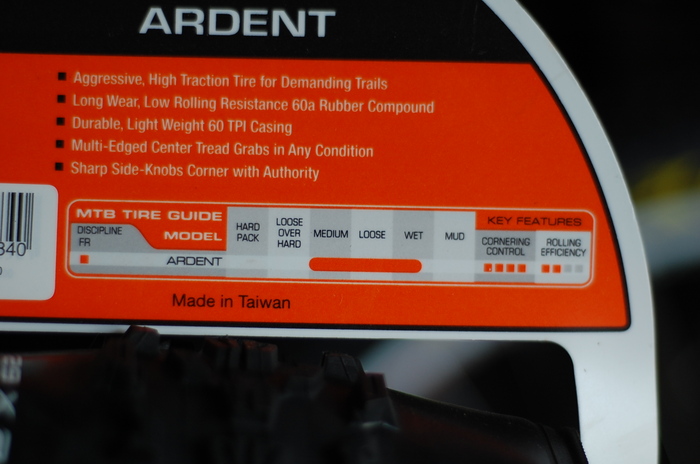 ARDENT
Aggressive, High Traction Tire for Demanding Trails
Long Wear, Low Rolling Resistance 60a Rubber Compound
Durable, Light Weight 60 TPI Casing
Multi-Edged Center Tread Grabs in Any Condition
Sharp Side-Knobs Corner with Authority
MTB TIRE GUIDE
DISCIPLINE
FR
MODEL
HARD
PACK
LOOSE
OVER
HARD
MEDIUM
LOOSE
WET
MUD
KEY FEATURES
CORNERING
CONTROL
ROLLING
EFFICIENCY
ARDENT
340
Made in Taiwan